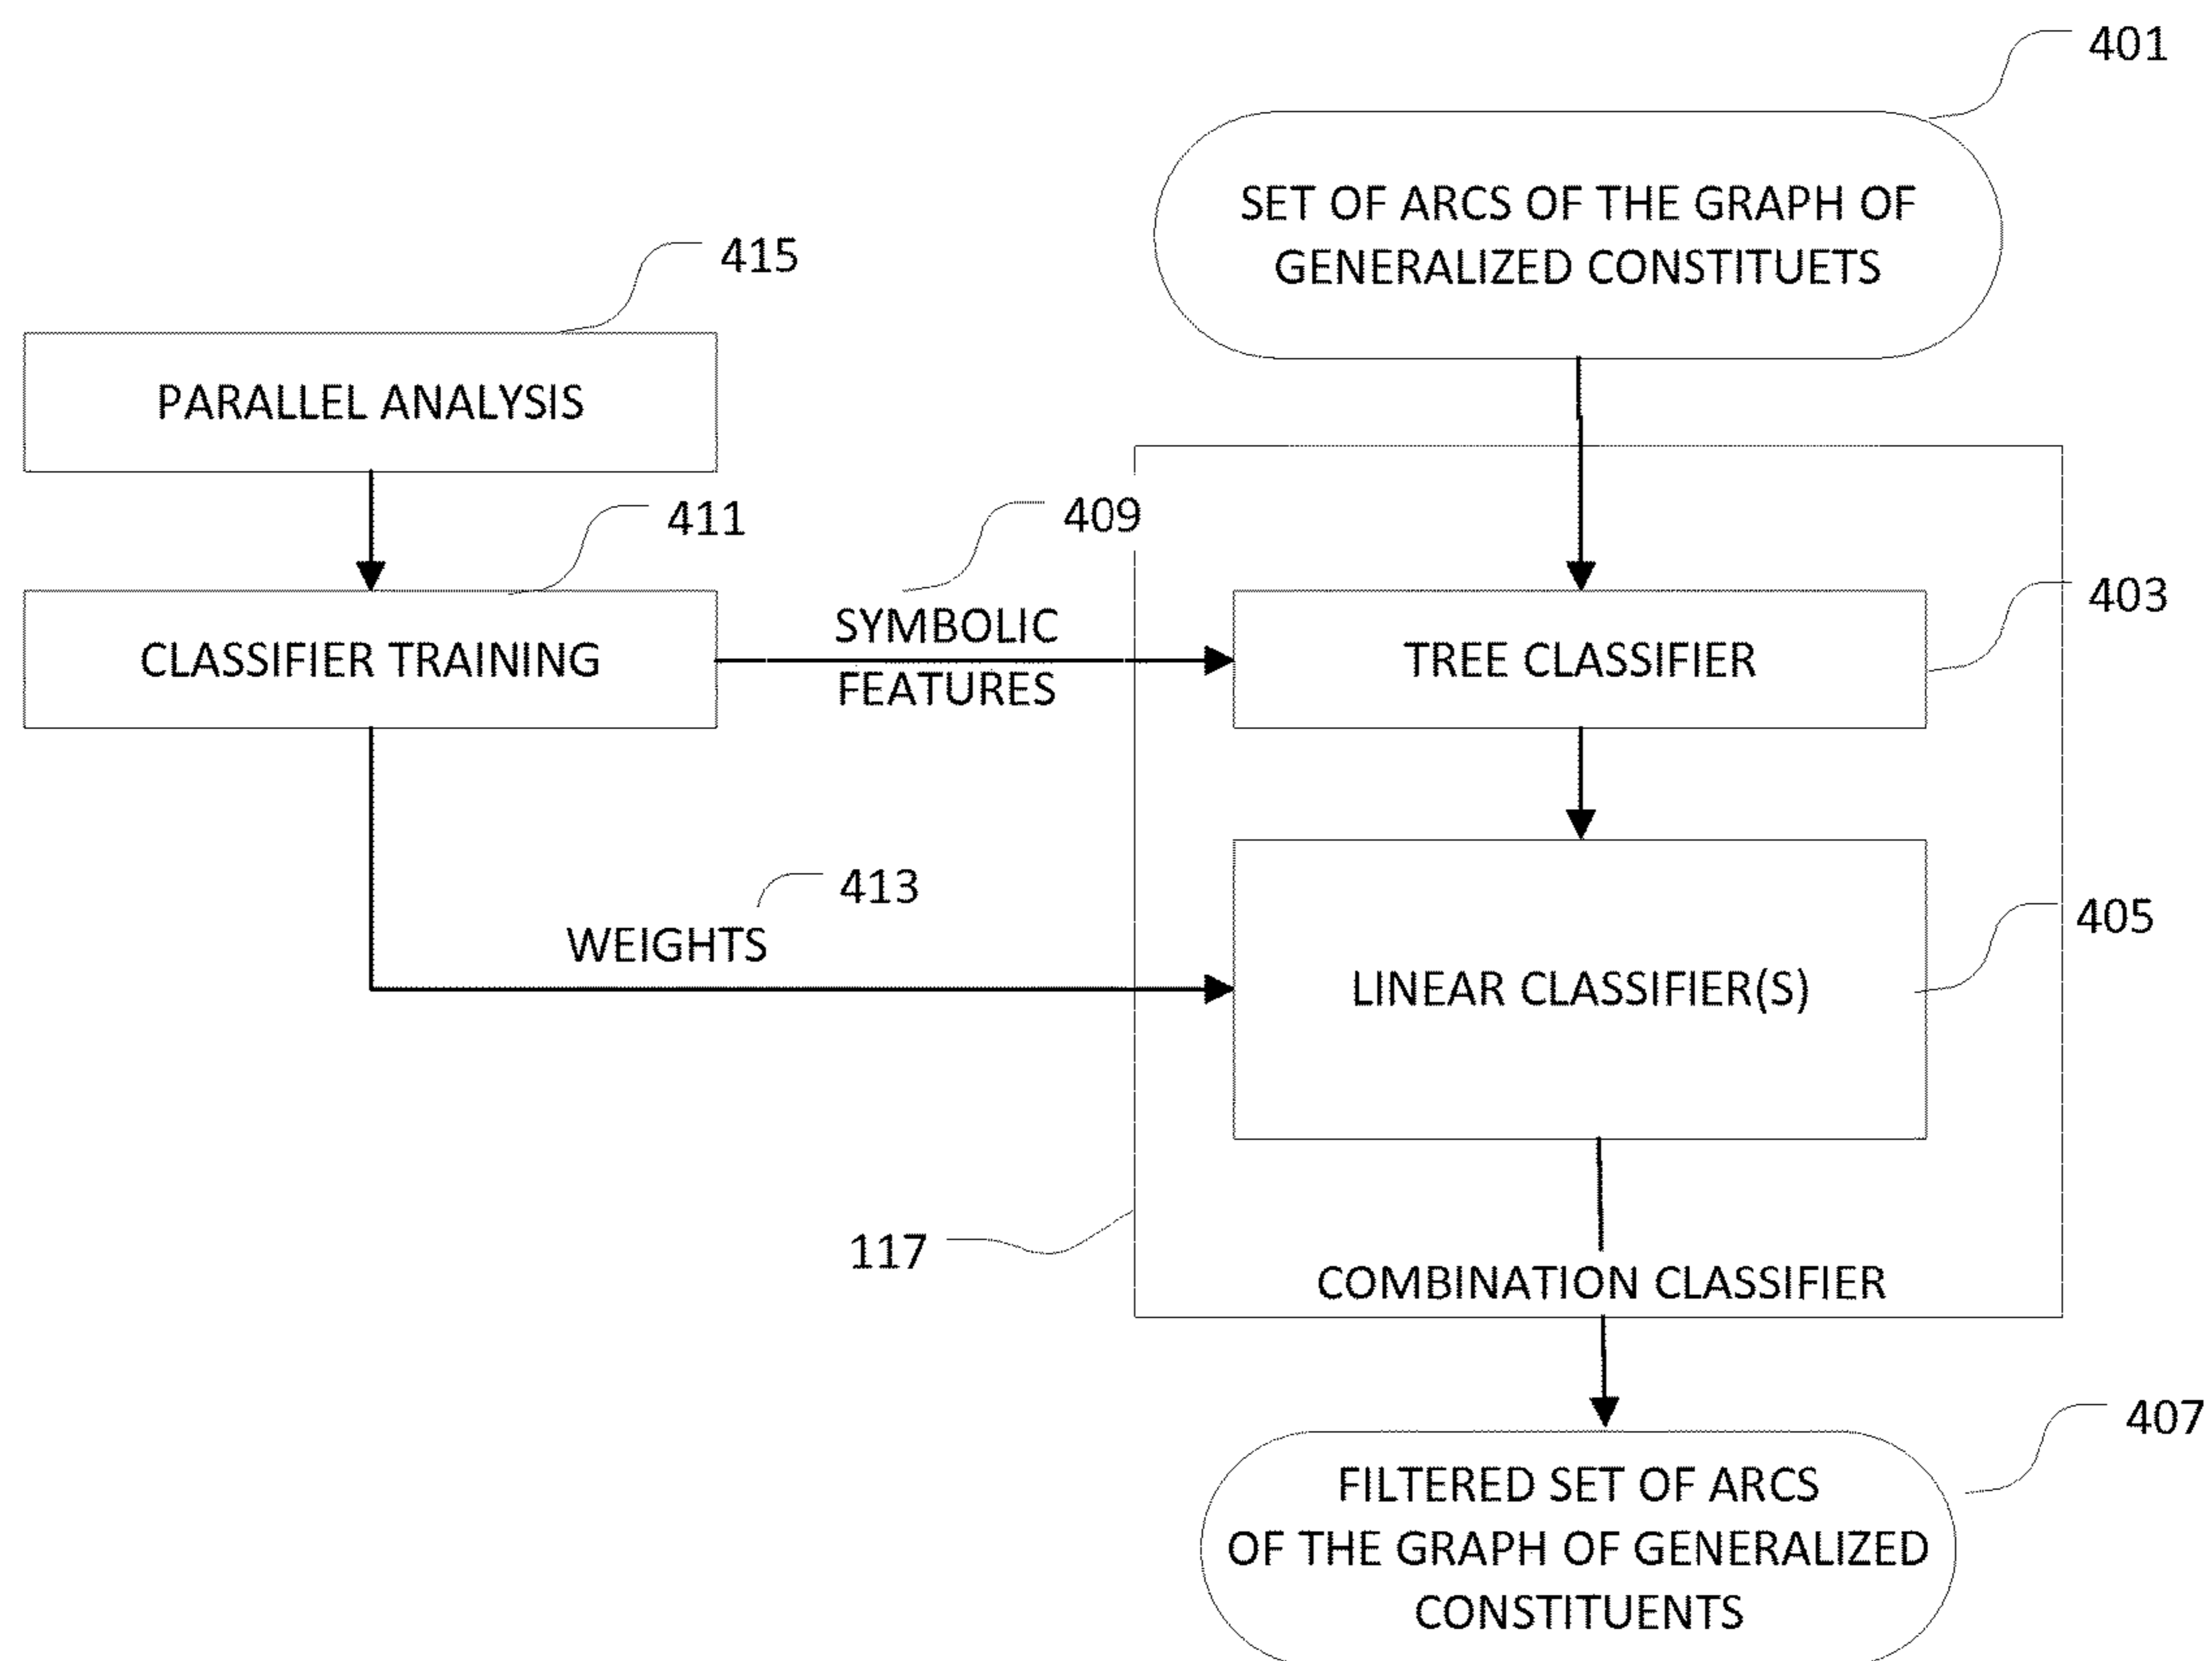 401
SET OF ARCS OF THE GRAPH OF
GENERALIZED CONSTITUETS
415
PARALLEL ANALYSIS
411
409
CLASSIFIER TRAINING
SYMBOLIC
FEATURES
403
TREE CLASSIFIER
413
WEIGHTS
405
LINEAR CLASSIFIER(S)
117
COMBINATION CLASSIFIER
407
FILTERED SET OF ARCS
OF THE GRAPH OF GENERALIZED
CONSTITUENTS